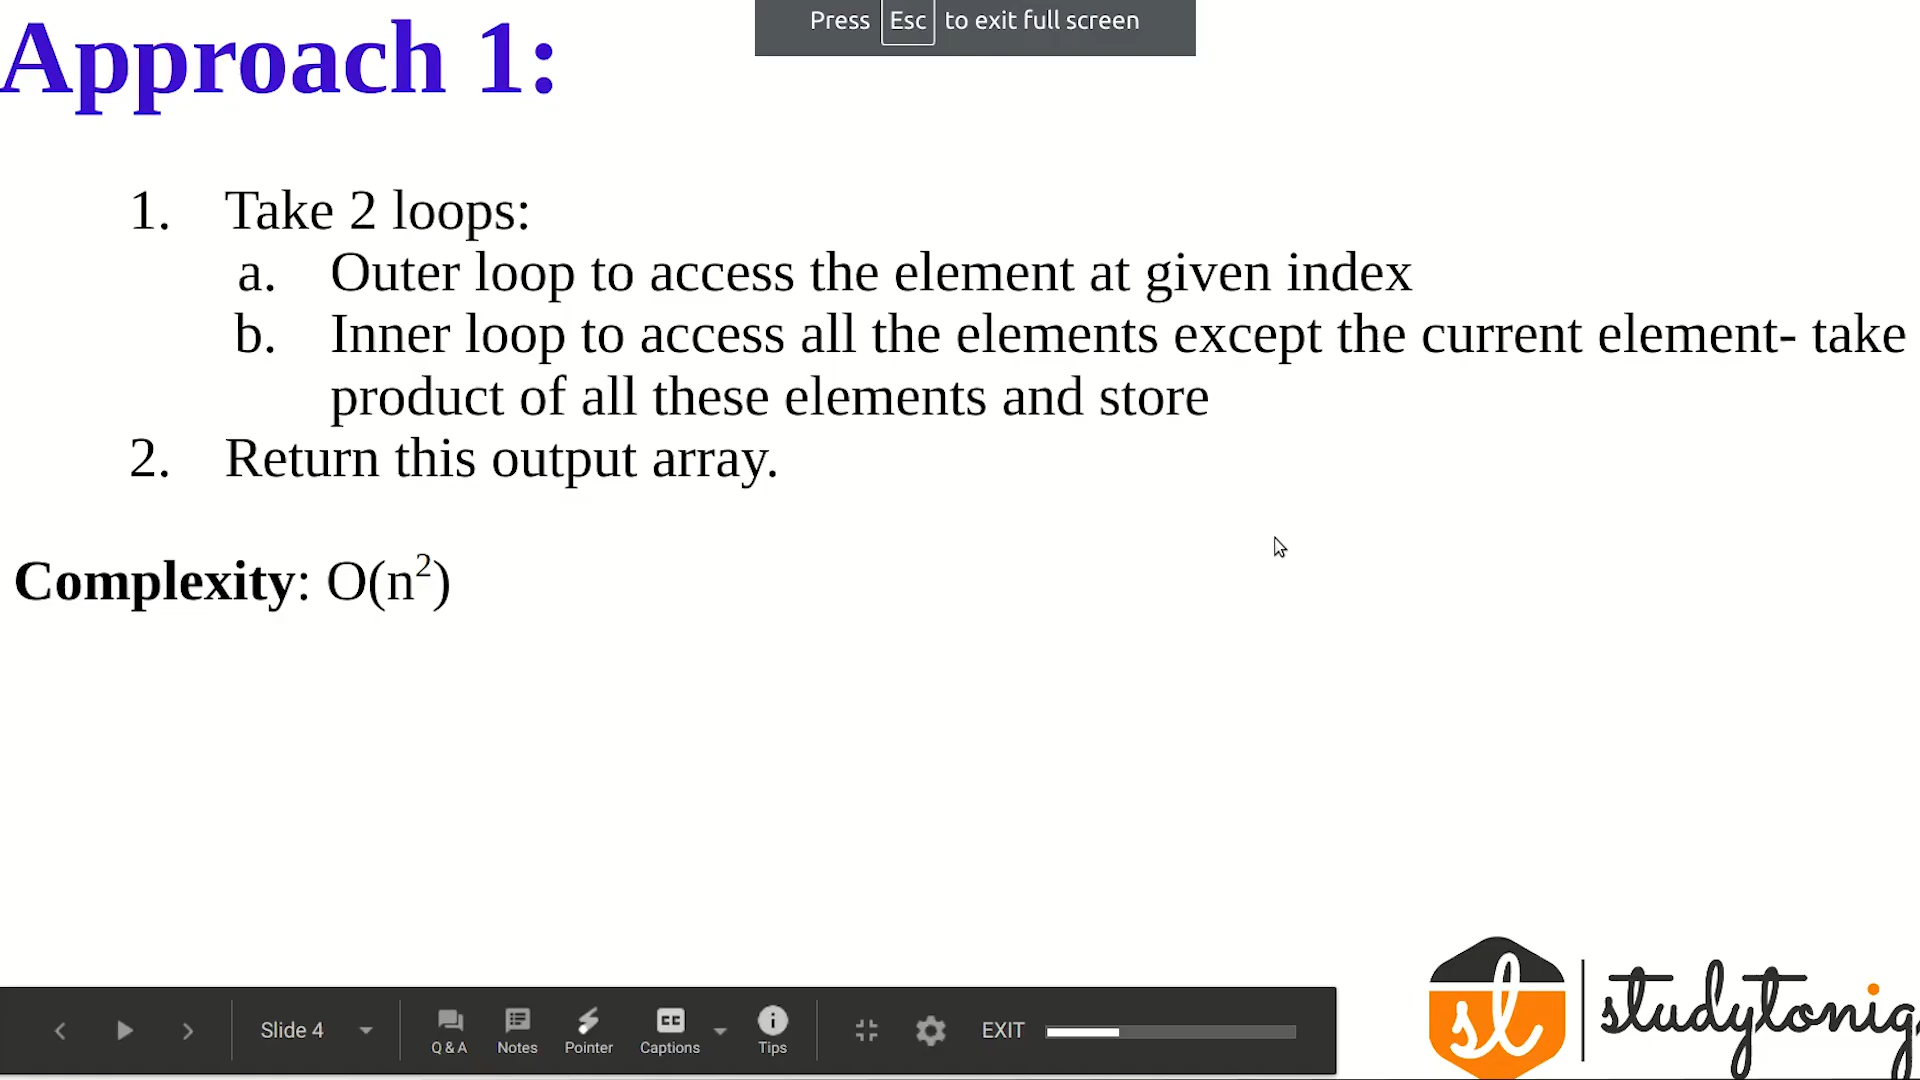 Press Esc to exit full screen
Approach 1:
1. Take 2 loops:
a. Outer loop to access the element at given index
b. Inner loop to access all the elements except the current element- take
product of all these elements and store
2. Return this output array.
Complexity: O(n²)
Slide 4
Q & A
Notes
Pointer
CC
Captions
Tips
EXIT
st
studytonig